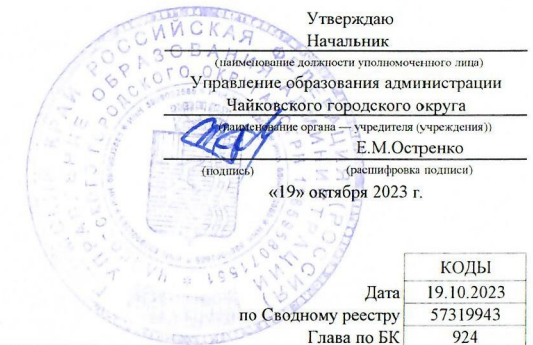 Утверждаю
Начальник
(наименование должности уполномоченного лица)
Управление образования администрации
Чайковского городского округа
(наименование органа — учредителя (учреждения))
Е.М.Остренко
(подпись) (расшифровка подписи)
«19» октября 2023 г.
КОДЫ
Дата 19.10.2023
по Сводному реестру 57319943
Глава по БК 924